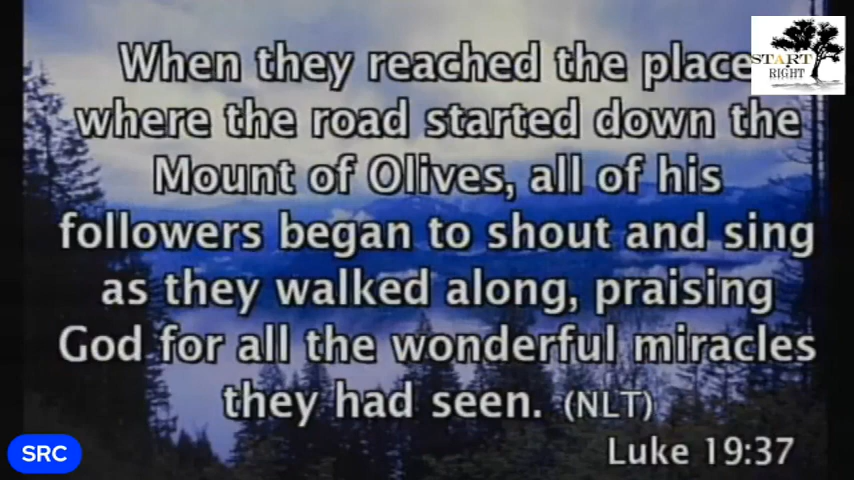 When they reached the place
where the road started down the
Mount of Olives, all of his
followers began to shout and sing
as they walked along, praising
God for all the wonderful miracles
they had seen. (NLT)
Luke 19:37
START
RIGHT
SRC